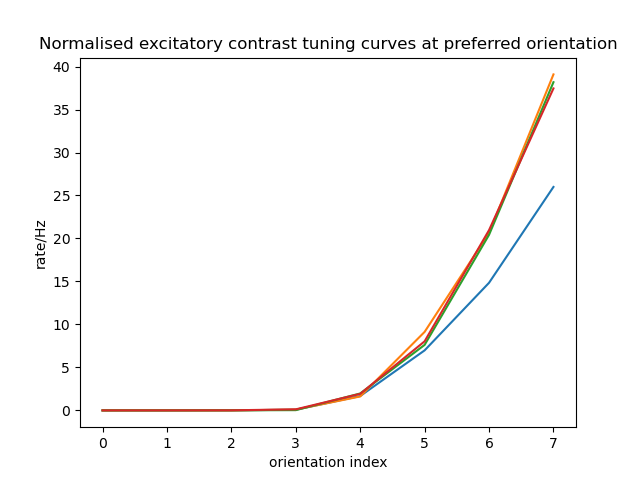 Normalised excitatory contrast tuning curves at preferred orientation
40
35
30
25
20
15
10
5
0
rate/Hz
0 1 2 3 4 5 6 7
orientation index